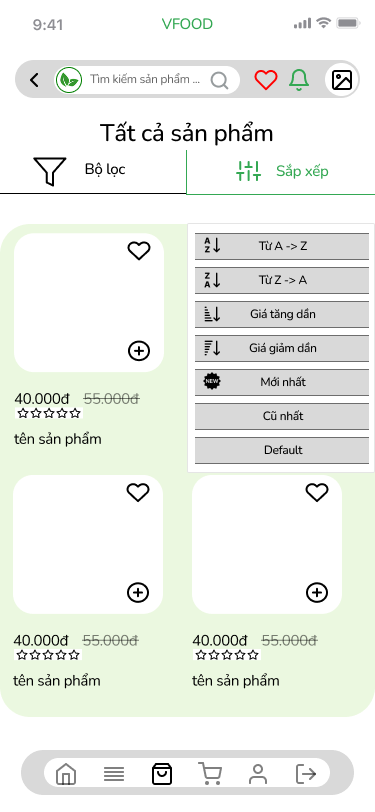 9:41
VFOOD
Tìm kiếm sản phẩm ...
Tất cả sản phẩm
Bộ lọc
Sắp xếp
A
Z
Từ A -> Z
Z
A
Từ Z -> A
Giá tăng dần
Giá giảm dần
NEW
Mới nhất
Cũ nhất
Default
40.000đ 55.000đ
tên sản phẩm
40.000đ 55.000đ
tên sản phẩm
40.000đ 55.000đ
tên sản phẩm